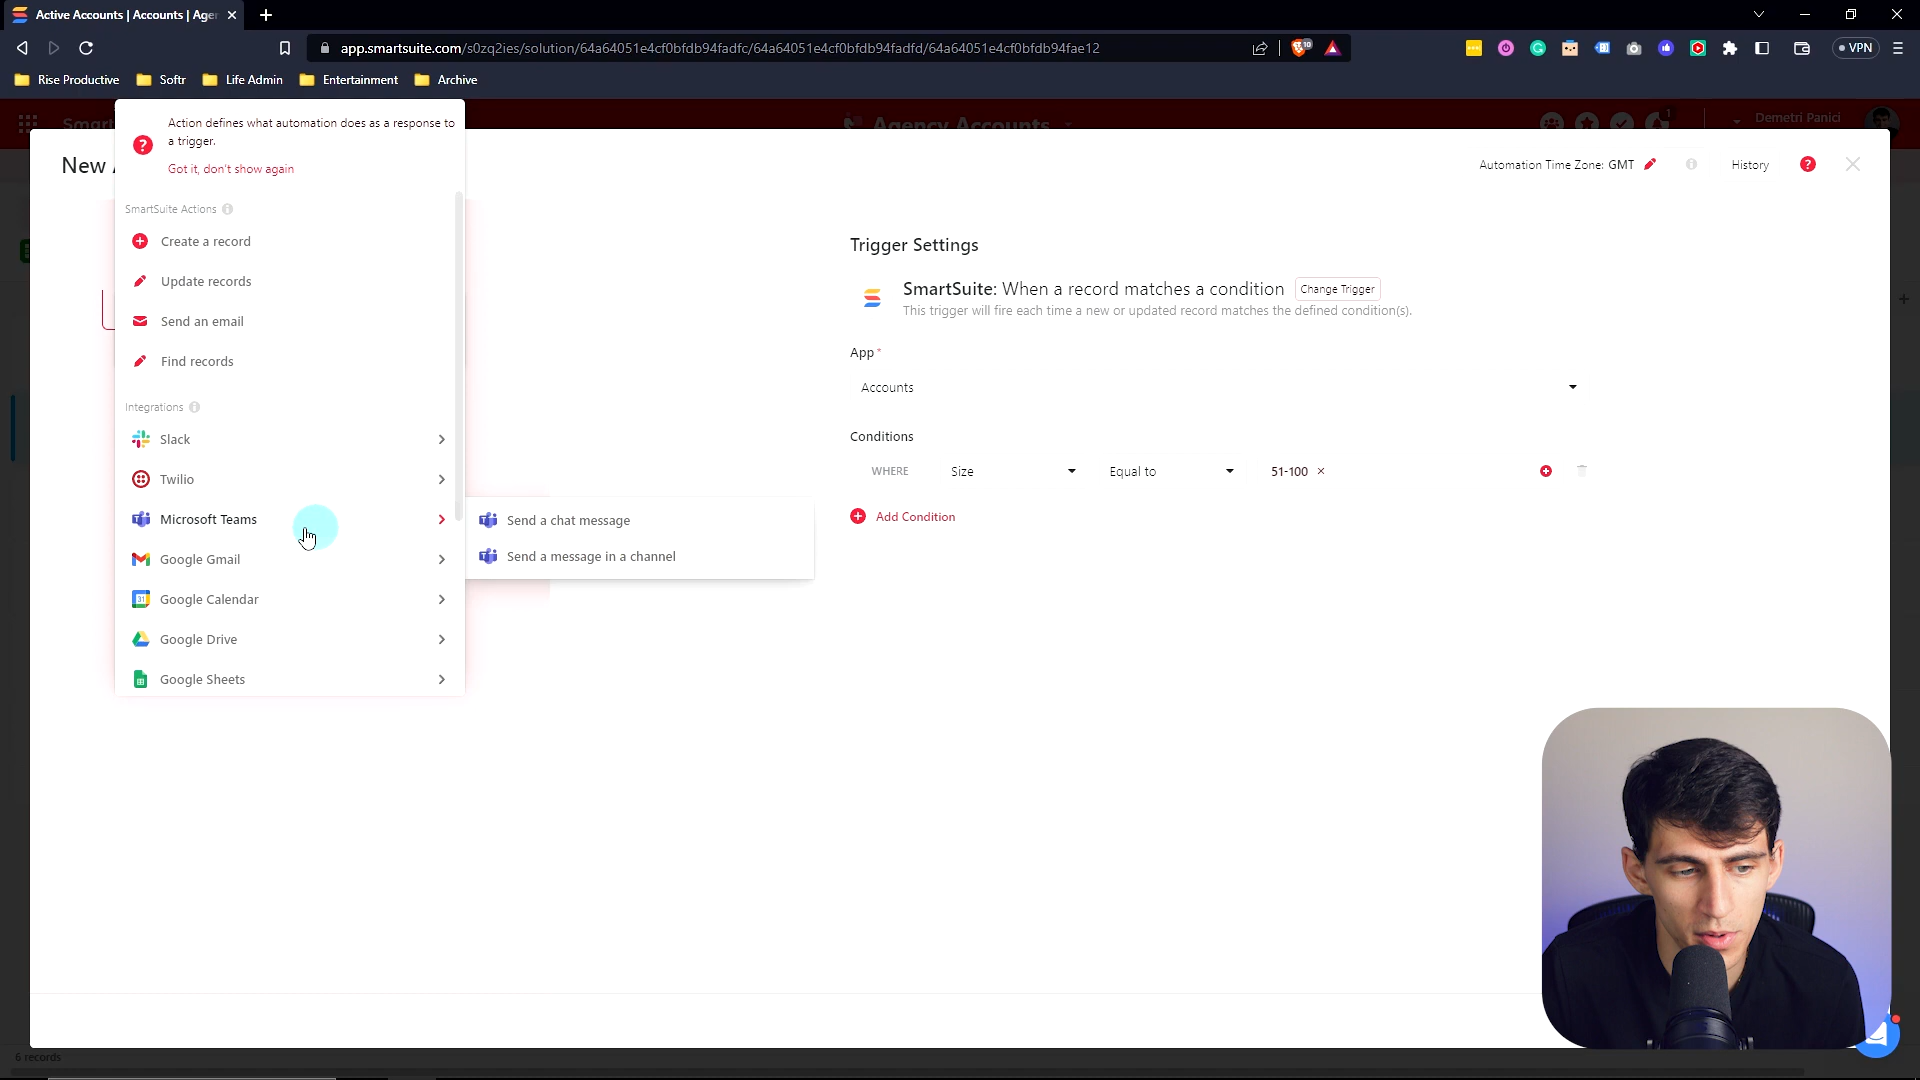 Active Accounts | Accounts | Age
app.smartsuite.com/s0zq2ies/solution/64a64051e4cf0bfdb94fadfc/64a64051e4cf0bfdb94fadfd/64a64051e4cf0bfdb94fae12
10
VPN
Rise Productive
Softr
Life Admin
Entertainment
Archive
Smart
Agency Accounts
1
Demetri Panici
Action defines what automation does as a response to
a trigger.
Got it, don't show again
New
Automation Time Zone: GMT
History
SmartSuite Actions
Create a record
Update records
Send an email
Find records
Integrations
Slack
Twilio
Microsoft Teams
Google Gmail
Google Calendar
31
Google Drive
Google Sheets
Send a chat message
Send a message in a channel
Trigger Settings
SmartSuite: When a record matches a condition
Change Trigger
This trigger will fire each time a new or updated record matches the defined condition(s).
App*
Accounts
Conditions
WHERE
Size
Equal to
51-100 ×
Add Condition
6 records